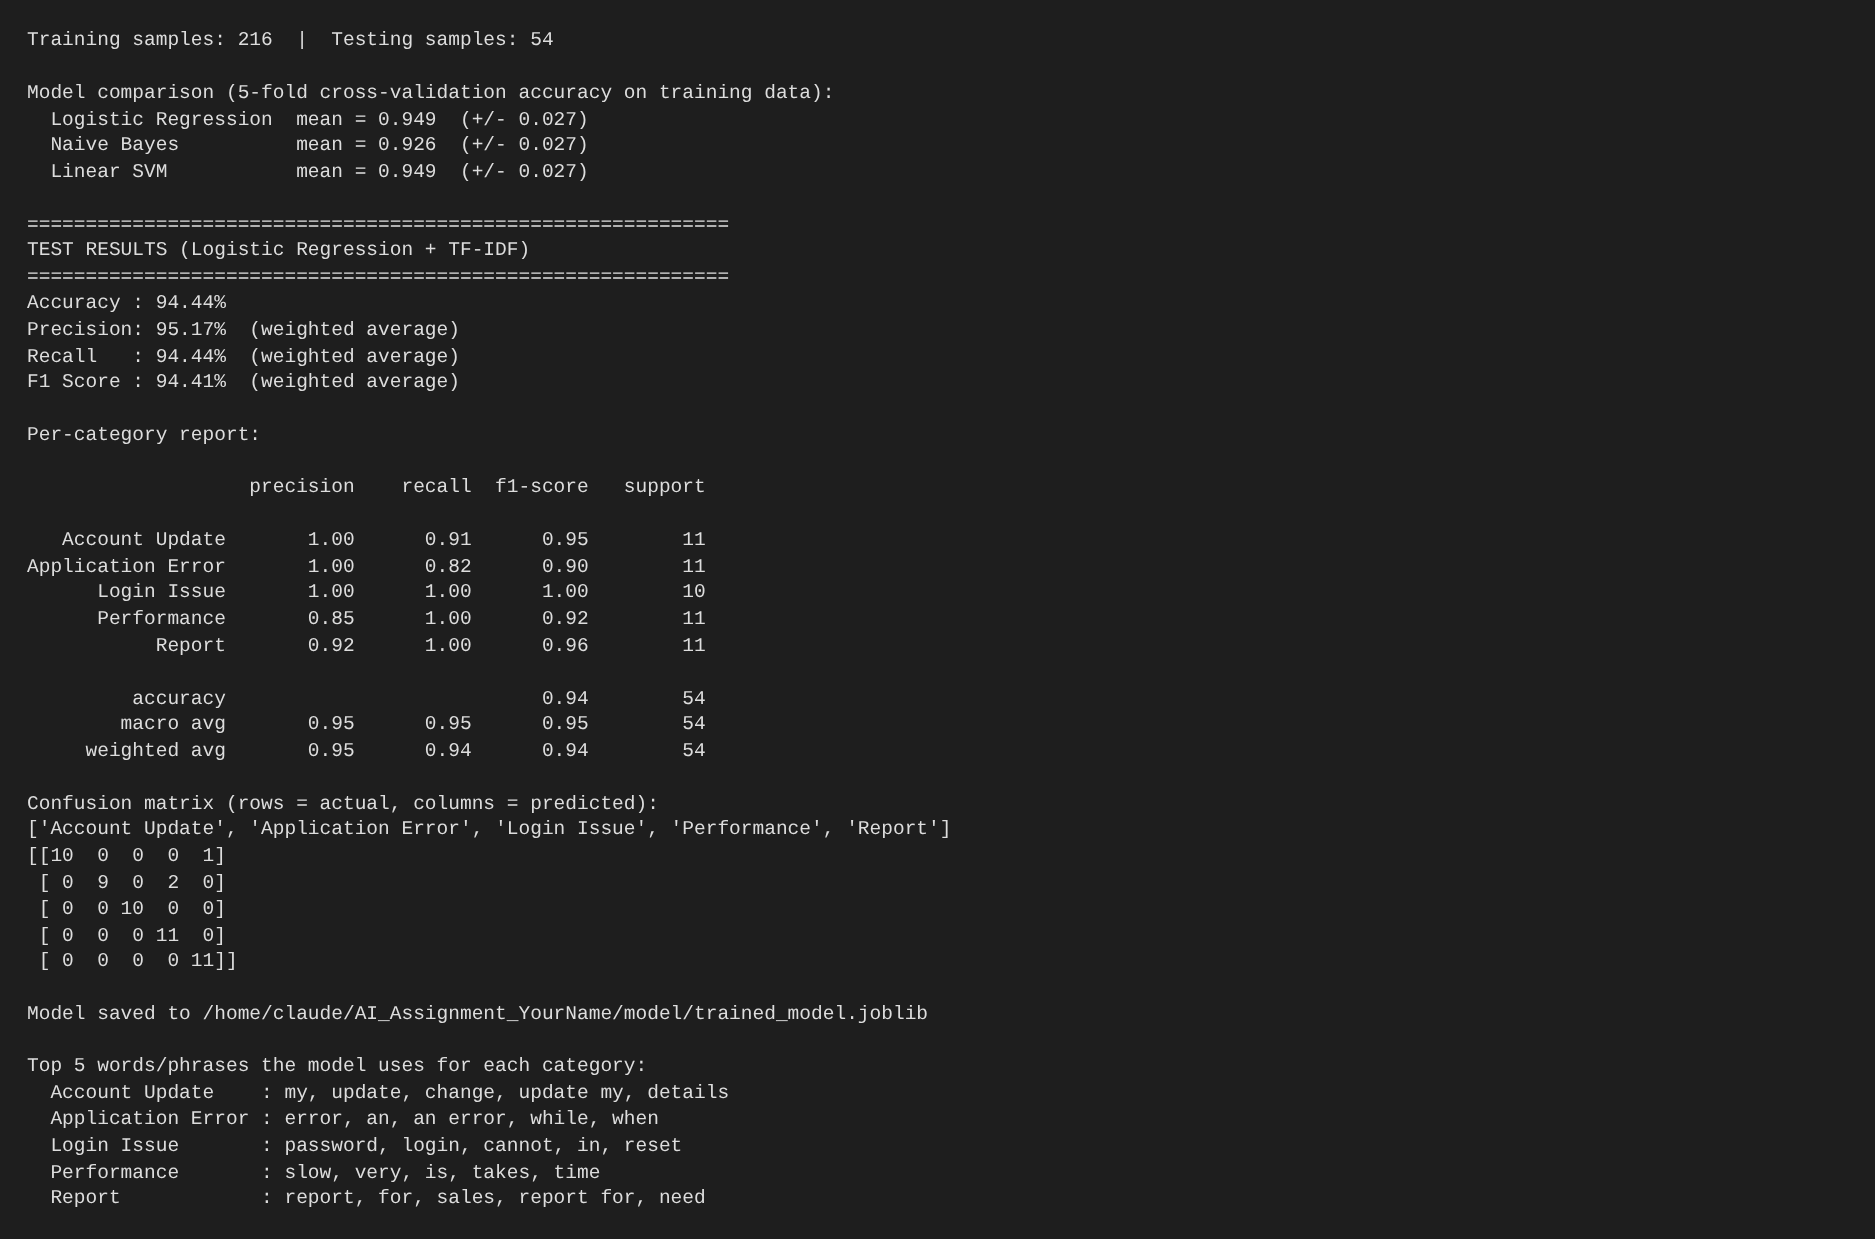 Training samples: 216  |  Testing samples: 54
Model comparison (5-fold cross-validation accuracy on training data):
  Logistic Regression  mean = 0.949  (+/- 0.027)
  Naive Bayes          mean = 0.926  (+/- 0.027)
  Linear SVM           mean = 0.949  (+/- 0.027)
============================================================
TEST RESULTS (Logistic Regression + TF-IDF)
============================================================
Accuracy : 94.44%
Precision: 95.17%  (weighted average)
Recall   : 94.44%  (weighted average)
F1 Score : 94.41%  (weighted average)
Per-category report:
                   precision    recall  f1-score   support
   Account Update       1.00      0.91      0.95        11
Application Error       1.00      0.82      0.90        11
      Login Issue       1.00      1.00      1.00        10
      Performance       0.85      1.00      0.92        11
           Report       0.92      1.00      0.96        11
         accuracy                           0.94        54
        macro avg       0.95      0.95      0.95        54
     weighted avg       0.95      0.94      0.94        54
Confusion matrix (rows = actual, columns = predicted):
['Account Update', 'Application Error', 'Login Issue', 'Performance', 'Report']
[[10  0  0  0  1]
 [ 0  9  0  2  0]
 [ 0  0 10  0  0]
 [ 0  0  0 11  0]
 [ 0  0  0  0 11]]
Model saved to /home/claude/AI_Assignment_YourName/model/trained_model.joblib
Top 5 words/phrases the model uses for each category:
  Account Update    : my, update, change, update my, details
  Application Error : error, an, an error, while, when
  Login Issue       : password, login, cannot, in, reset
  Performance       : slow, very, is, takes, time
  Report            : report, for, sales, report for, need